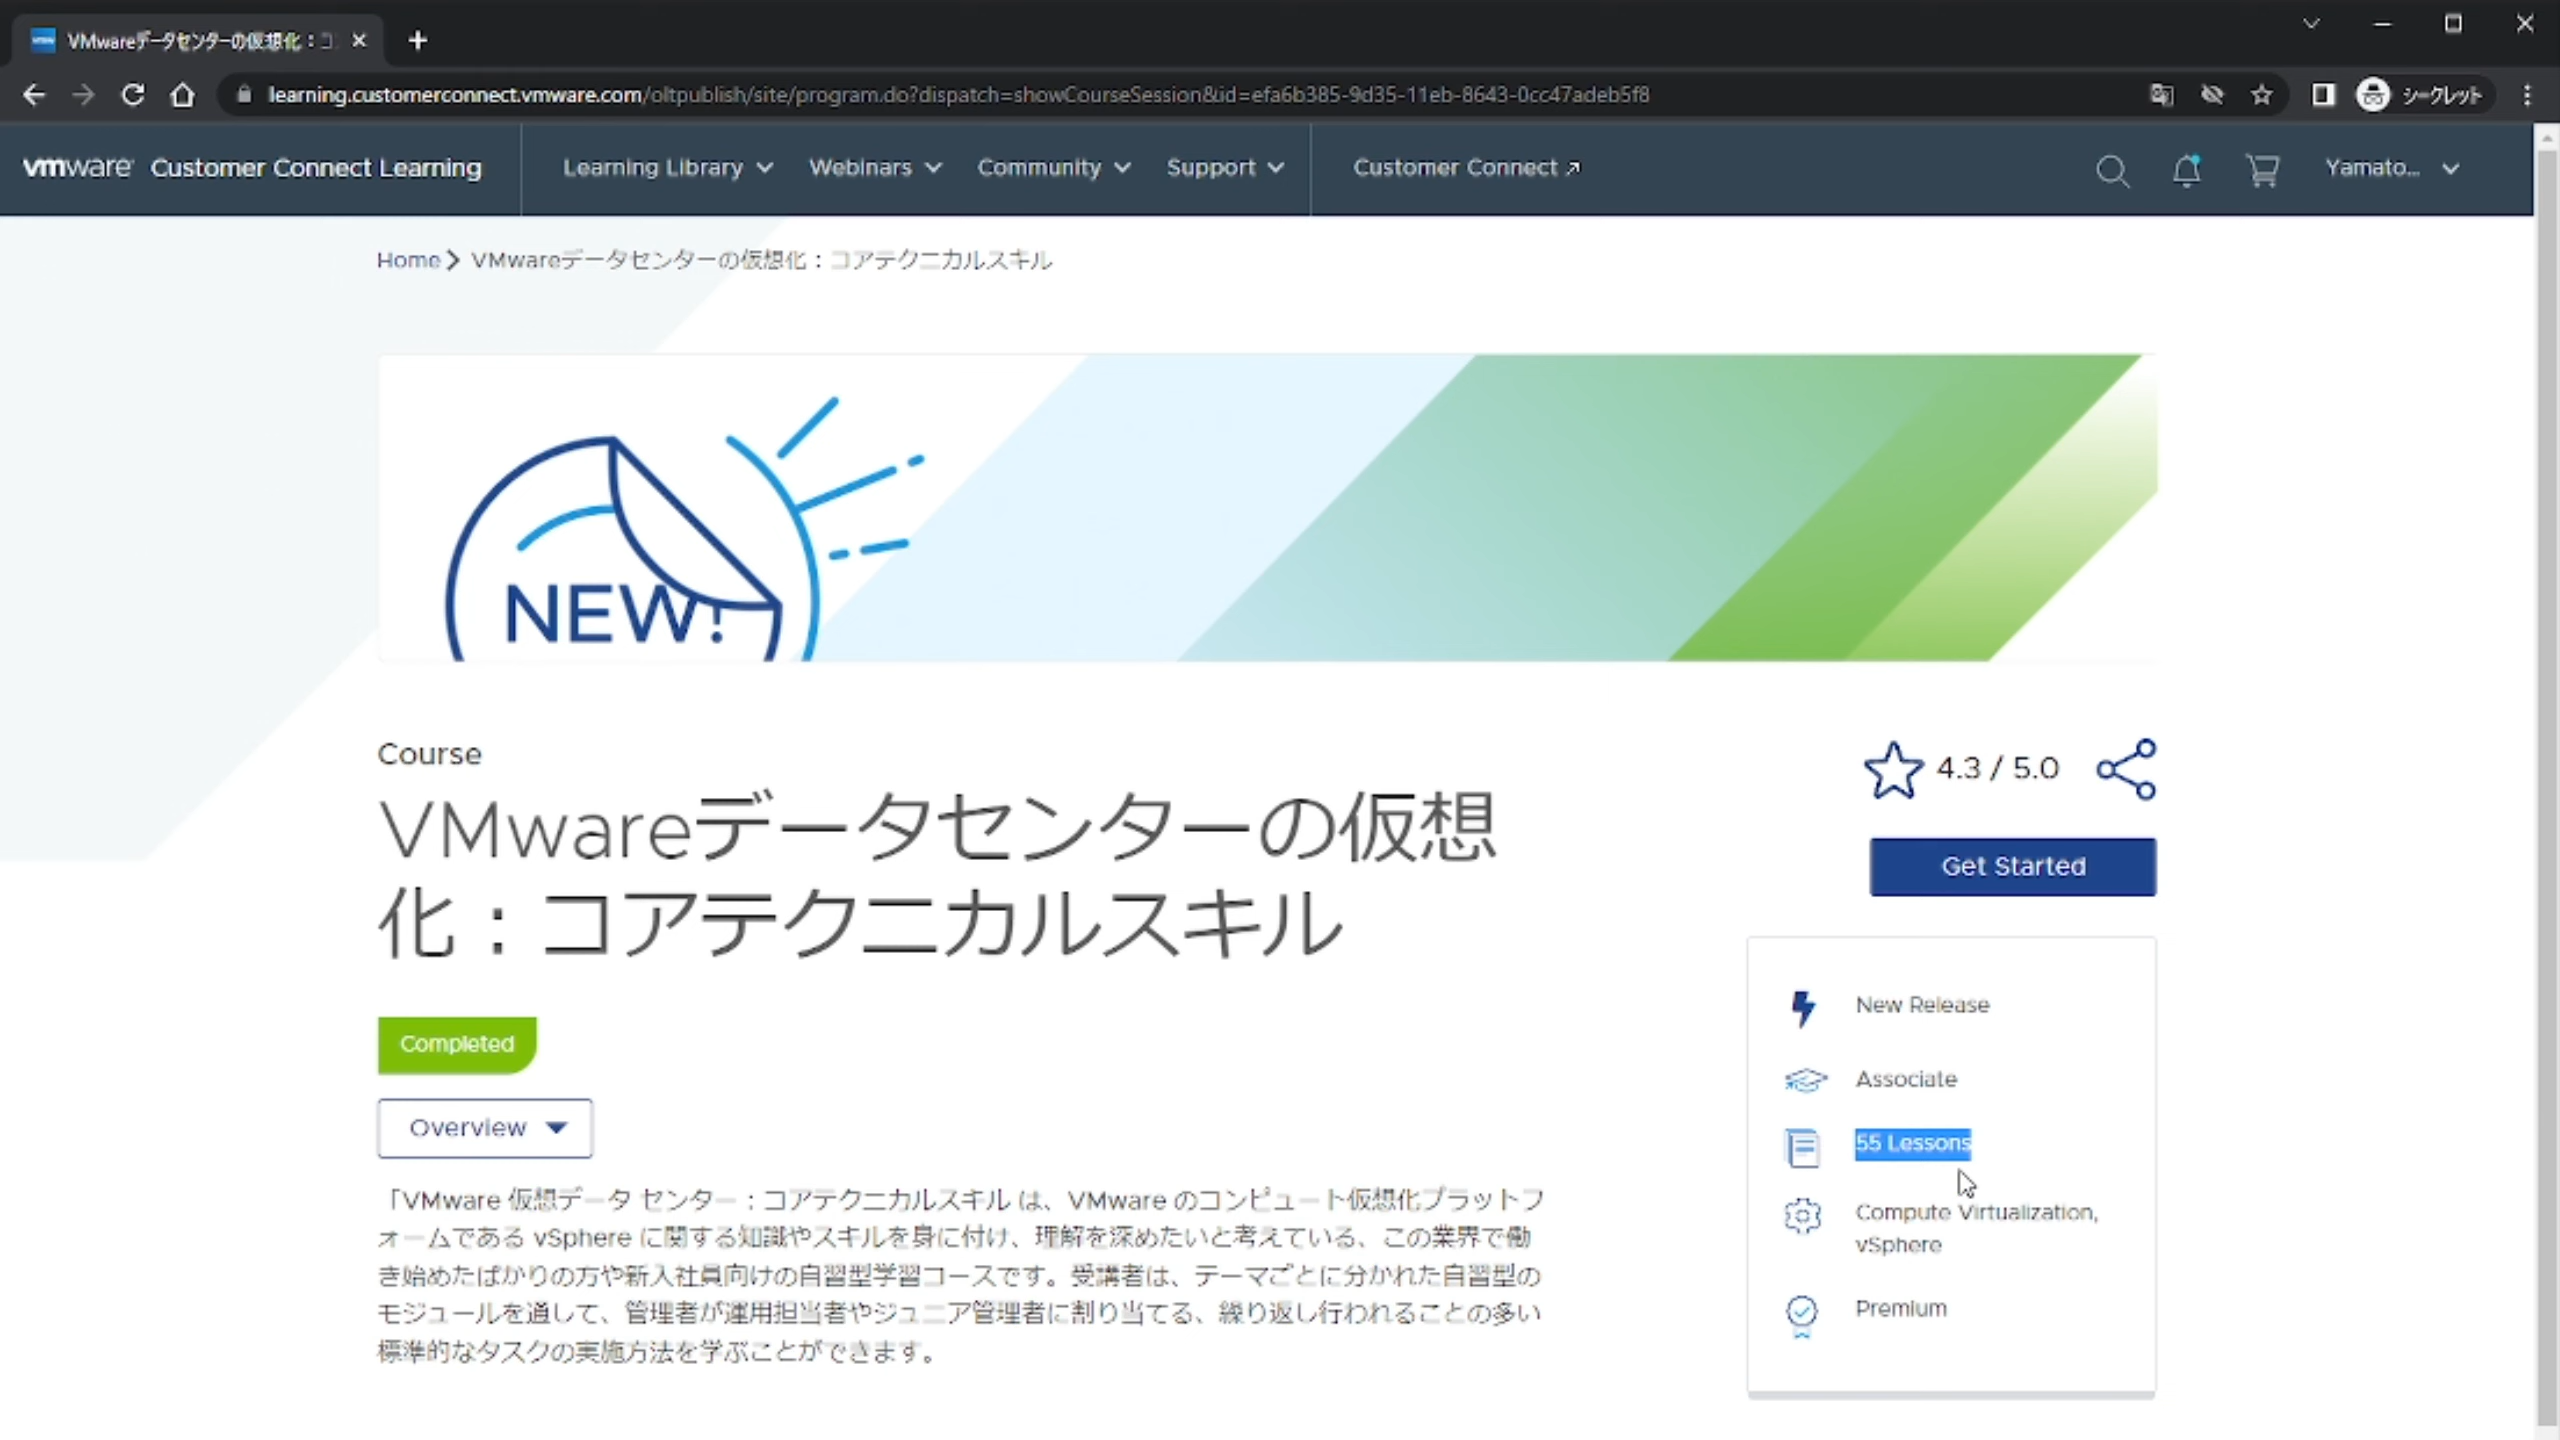 VMwareデータセンターの仮想化：コ
learning.customerconnect.vmware.com/oltpublish/site/program.do?dispatch=showCourseSession&id=efa6b385-9d35-11eb-8643-0cc47adeb5f8
シークレット
vmware Customer Connect Learning
Learning Library
Webinars
Community
Support
Customer Connect
Yamato...
Home VMwareデータセンターの仮想化：コアテクニカルスキル
NEW!
Course
4.3 / 5.0
VMwareデータセンターの仮想
化：コアテクニカルスキル
Get Started
Completed
Overview
「VMware 仮想データ センター：コアテクニカルスキル は、VMware のコンピュート仮想化プラットフ
ォームである vSphere に関する知識やスキルを身に付け、理解を深めたいと考えている、この業界で働
き始めたばかりの方や新入社員向けの自習型学習コースです。受講者は、テーマごとに分かれた自習型の
モジュールを通して、管理者が運用担当者やジュニア管理者に割り当てる、繰り返し行われることの多い
標準的なタスクの実施方法を学ぶことができます。
New Release
Associate
55 Lessons
Compute Virtualization,
vSphere
Premium